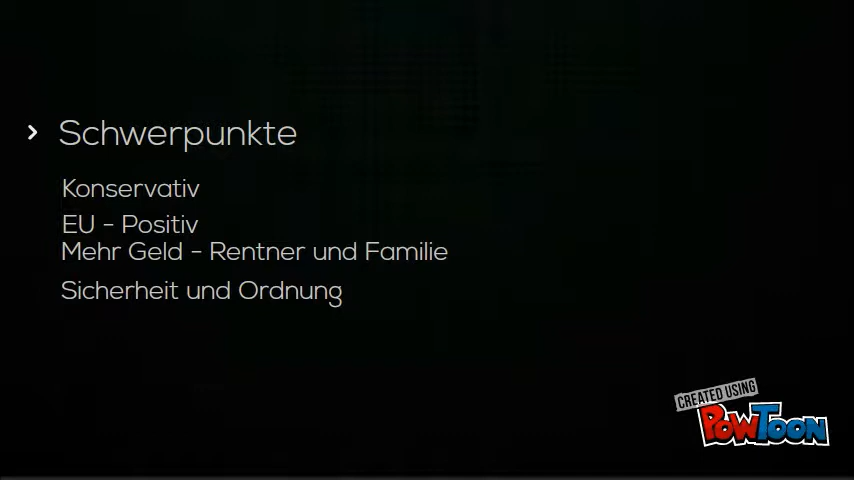 Schwerpunkte
Konservativ
EU - Positiv
Mehr Geld - Rentner und Familie
Sicherheit und Ordnung
CREATED USING
POWTOON